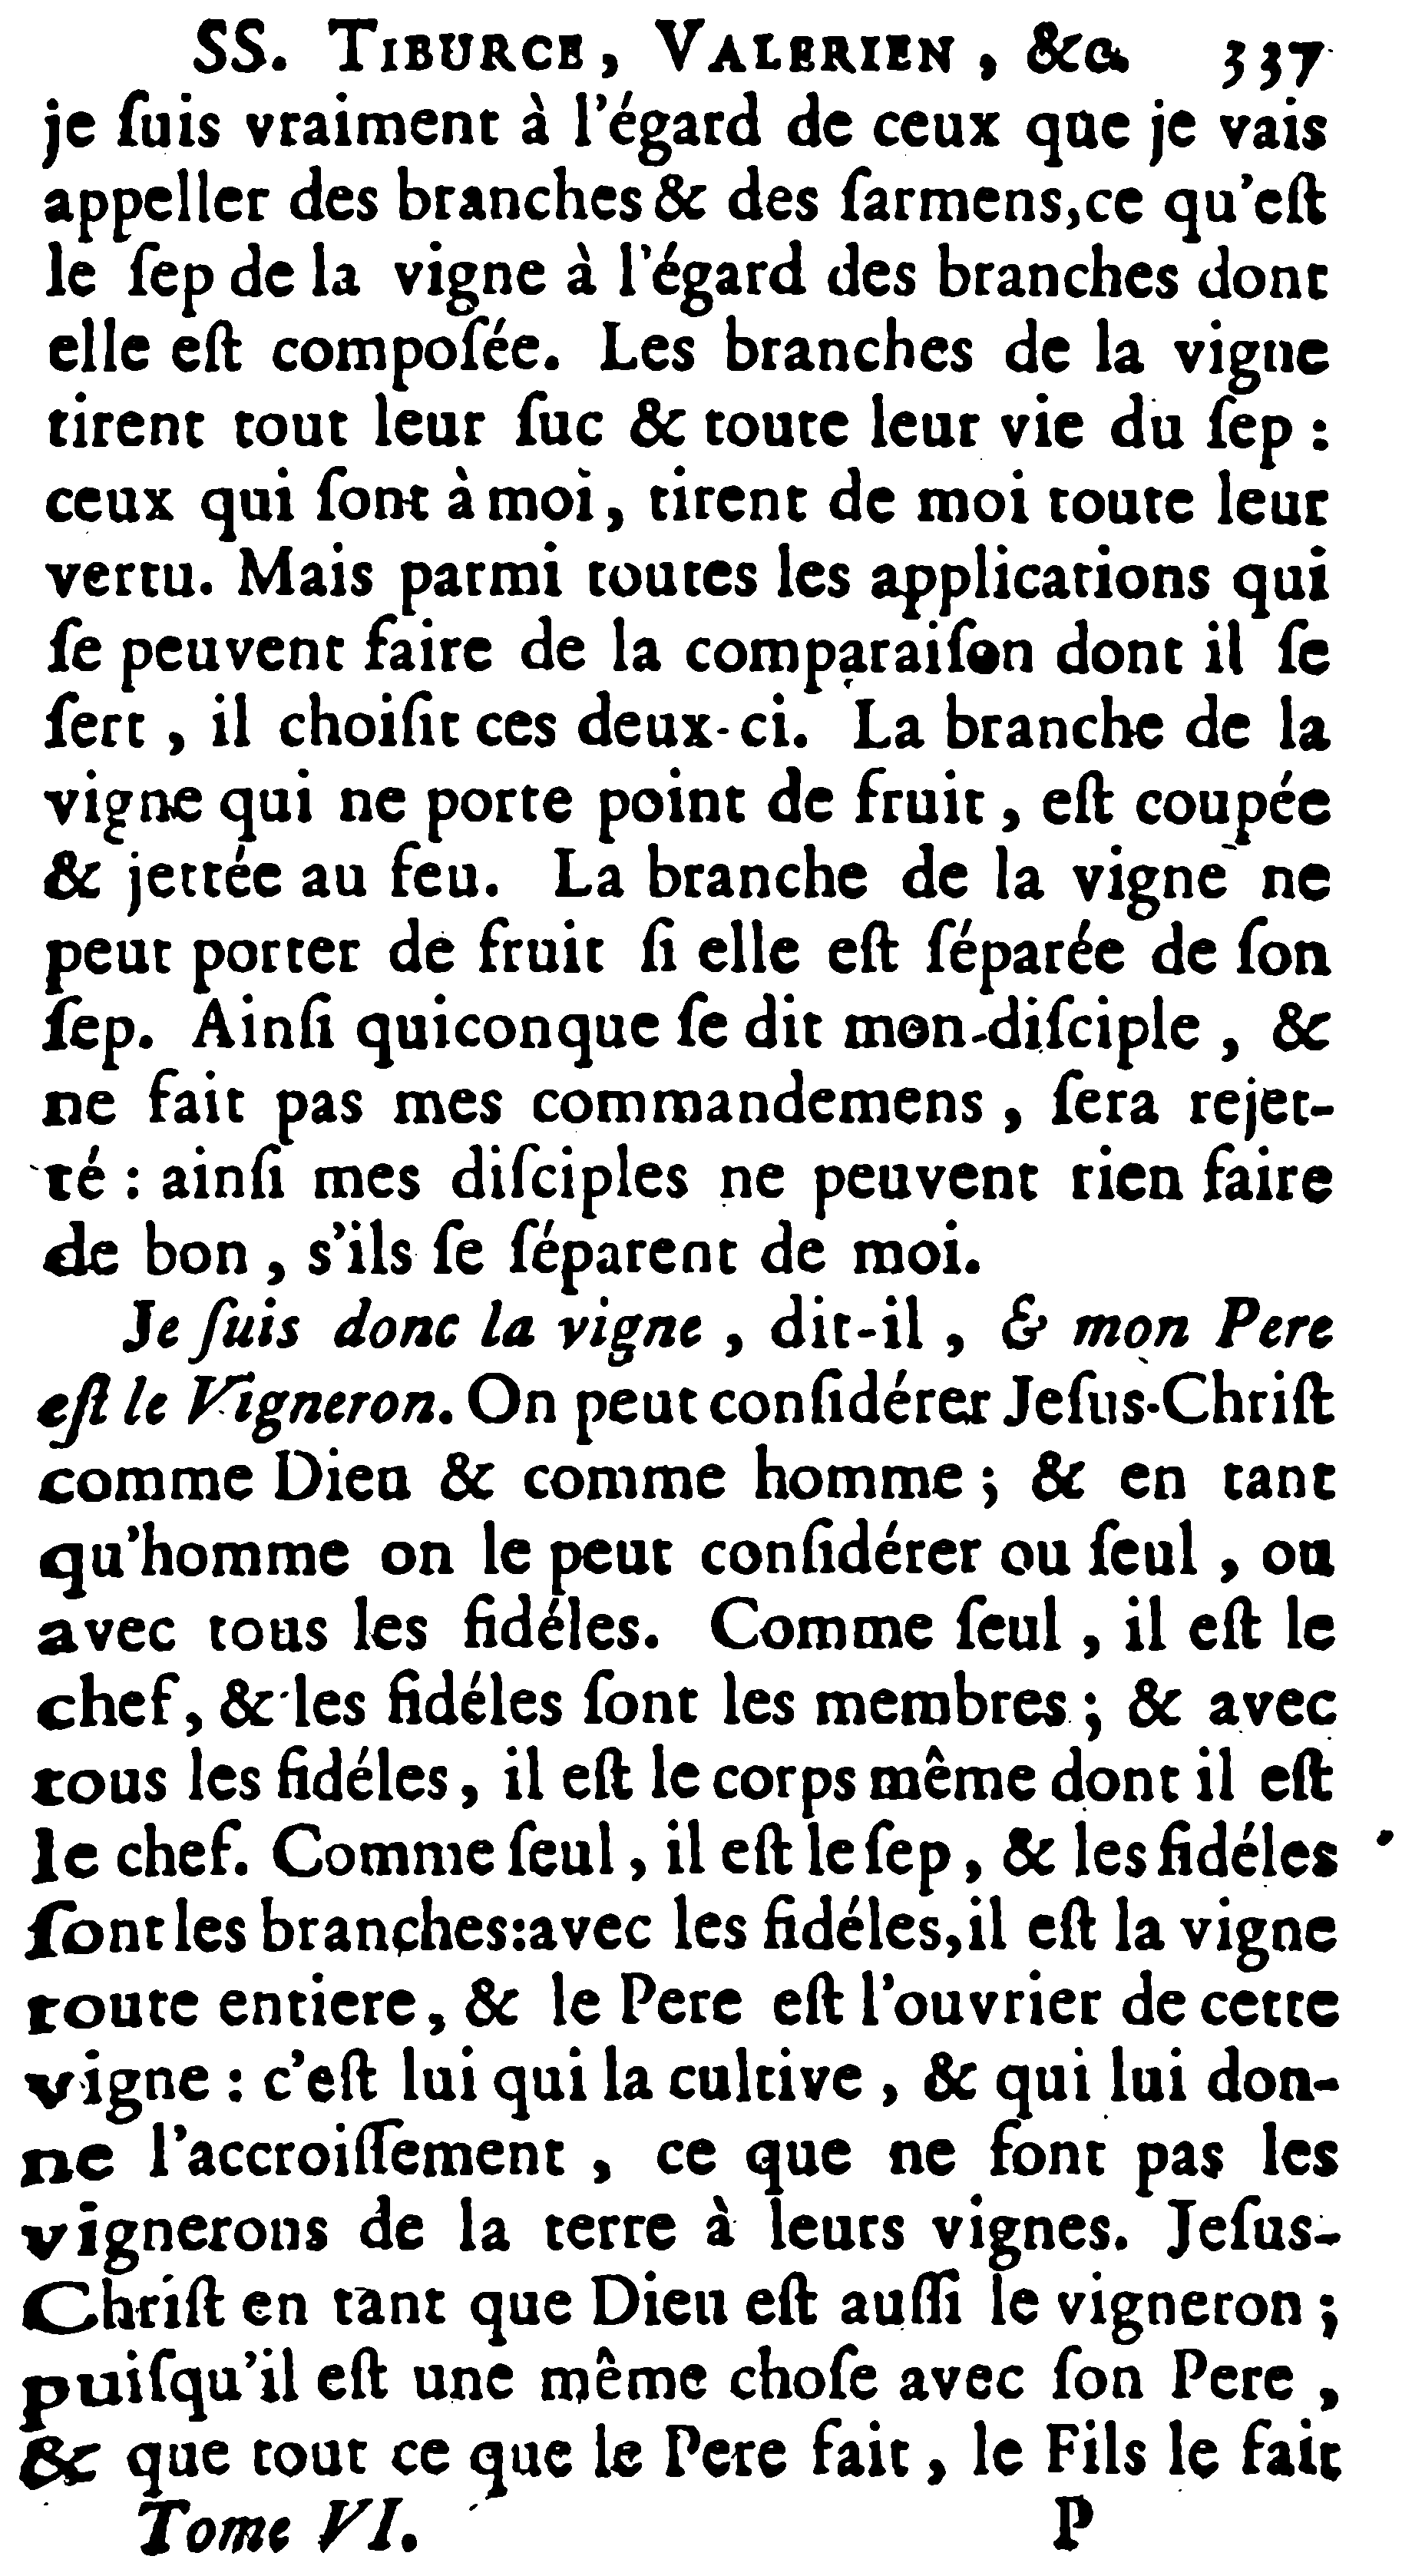 SS. TIBURCE, VALERIEN, &c. 337
je ſuis vraiment à l'égard de ceux que je vais
appeller des branches & des ſarmens, ce qu'eſt
le ſep de la vigne à l'égard des branches dont
elle eſt compoſée. Les branches de la vigne
tirent tout leur ſuc & toute leur vie du ſep :
ceux qui ſont à moi, tirent de moi toute leur
vertu. Mais parmi toutes les applications qui
ſe peuvent faire de la comparaiſon dont il ſe
ſert, il choiſit ces deux-ci. La branche de la
vigne qui ne porte point de fruit, eſt coupée
& jettée au feu. La branche de la vigne ne
peut porter de fruit ſi elle eſt ſéparée de ſon
ſep. Ainſi quiconque ſe dit mon diſciple, &
ne fait pas mes commandemens, ſera rejet-
té : ainſi mes diſciples ne peuvent rien faire
de bon, s'ils ſe ſéparent de moi.
Je ſuis donc la vigne, dit-il, & mon Pere
eſt le Vigneron. On peut conſidérer Jeſus-Chriſt
comme Dieu & comme homme ; & en tant
qu'homme on le peut conſidérer ou ſeul, ou
avec tous les fidéles. Comme ſeul, il eſt le
chef, & les fidéles ſont les membres ; & avec
tous les fidéles, il eſt le corps même dont il eſt
le chef. Comme ſeul, il eſt le ſep, & les fidéles
ſont les branches : avec les fidéles, il eſt la vigne
toute entiere, & le Pere eſt l'ouvrier de cette
vigne : c'eſt lui qui la cultive, & qui lui don-
ne l'accroiſſement, ce que ne font pas les
vignerons de la terre à leurs vignes. Jeſus-
Chriſt en tant que Dieu eſt auſſi le vigneron ;
puiſqu'il eſt une même choſe avec ſon Pere,
& que tout ce que le Pere fait, le Fils le fait
Tome VI. P